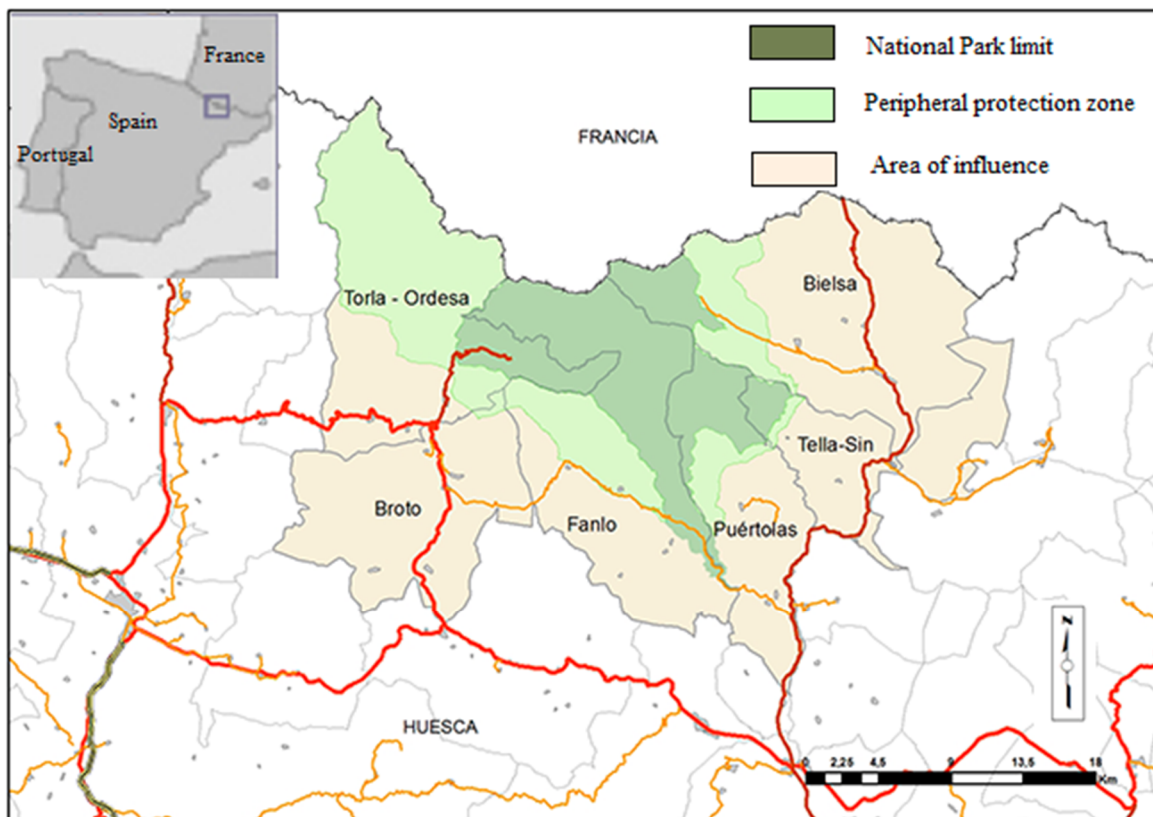 France
Spain
Portugal
National Park limit
Peripheral protection zone
Area of influence
FRANCIA
Torla - Ordesa
Bielsa
Tella-Sin
Broto
Fanlo
Puértolas
HUESCA
N
0 2,25 4,5 9 13,5 18
Km